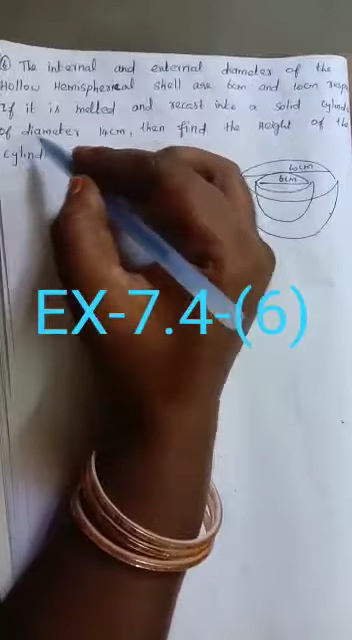 ⑥ The internal and external diameter of the
Hollow Hemispherical shell are 6cm and 10cm resp
If it is melted and recast into a solid cylind
of diameter 14cm, then find the Height of the
cylind
10cm
6cm
EX-7.4-(6)